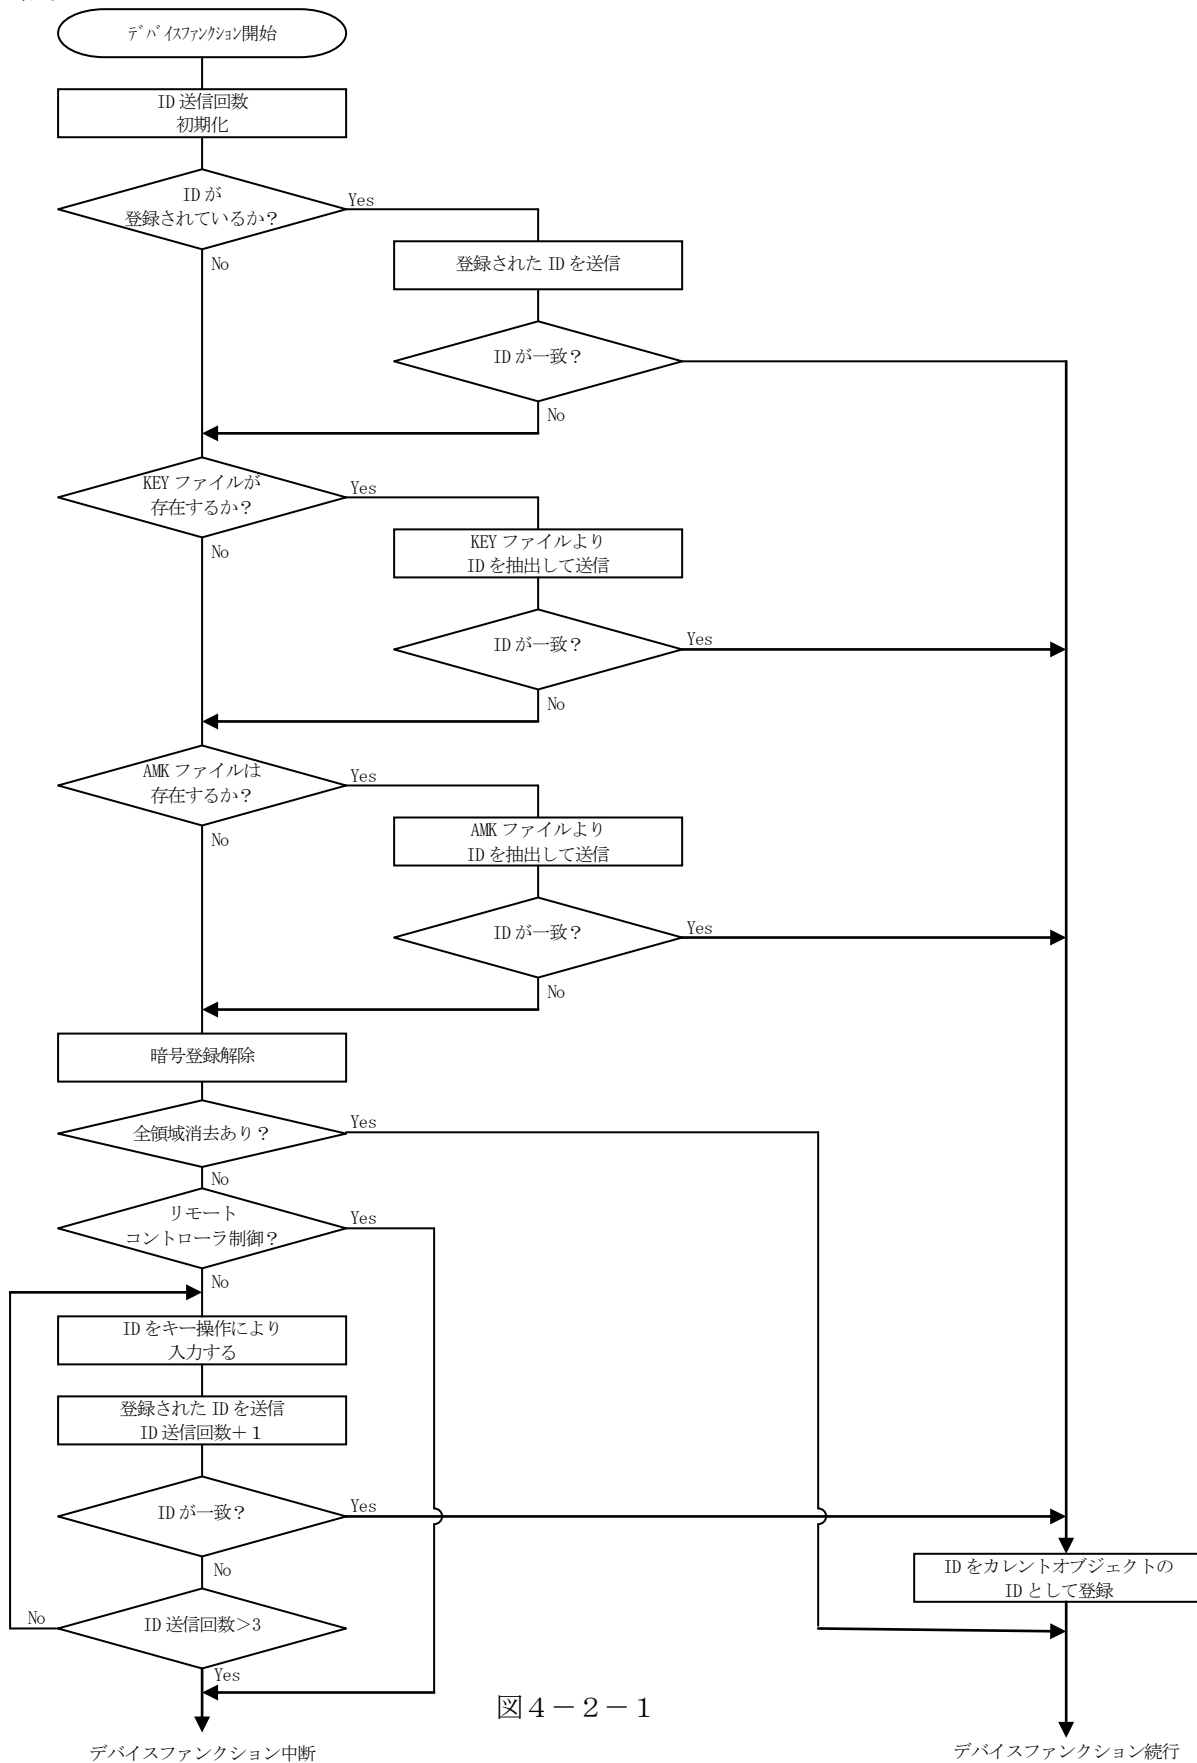 デバイスファンクション開始
ID 送信回数
初期化
ID が
登録されているか？
Yes
No
登録された ID を送信
ID が一致？
No
KEY ファイルが
存在するか？
Yes
No
KEY ファイルより
ID を抽出して送信
ID が一致？
Yes
No
AMK ファイルは
存在するか？
Yes
No
AMK ファイルより
ID を抽出して送信
ID が一致？
Yes
No
暗号登録解除
全領域消去あり？
Yes
No
リモート
コントローラ制御？
Yes
No
ID をキー操作により
入力する
登録された ID を送信
ID 送信回数＋１
ID が一致？
Yes
No
ID をカレントオブジェクトの
ID として登録
ID 送信回数＞3
No
Yes
図４－２－１
デバイスファンクション中断
デバイスファンクション続行